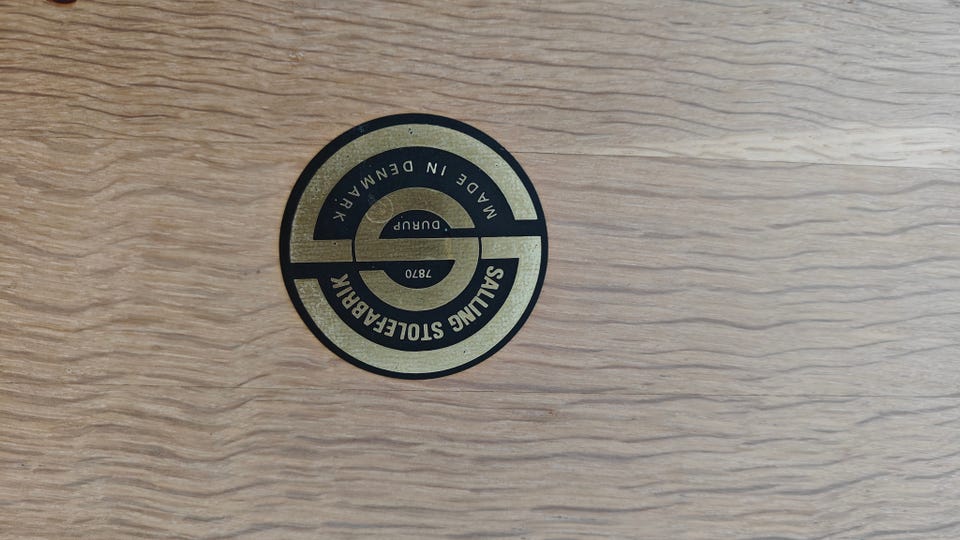 SALLING STOLEFABRIK
7870
DURUP
MADE IN DENMARK